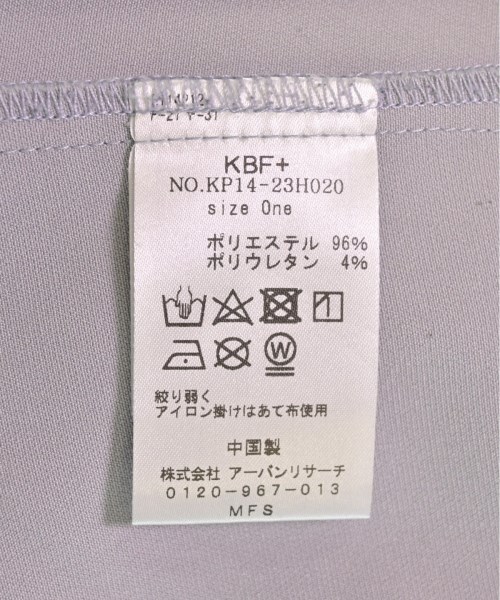 KBF+
NO.KP14-23H020
size One
ポリエステル 96%
ポリウレタン 4%
W
絞り弱く
アイロン掛けはあて布使用
中国製
株式会社 アーバンリサーチ
0120-967-013
MFS